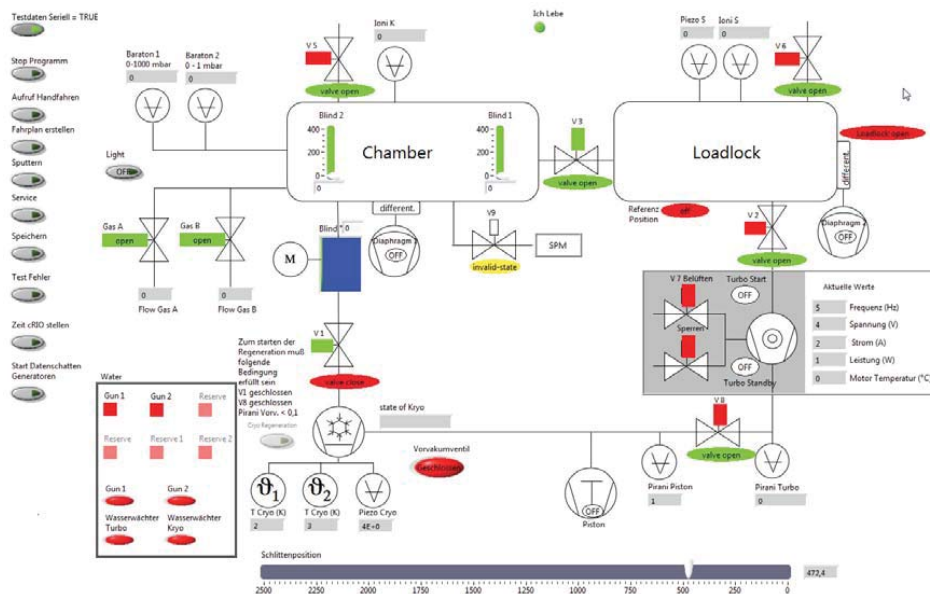 Testdaten Seriell = TRUE
Stop Programm
Aufruf Handfahren
Fahrplan erstellen
Sputtern
Service
Speichern
Test Fehler
Zeit cRIO stellen
Start Datenschatten
Generatoren
Baraton 1
0-1000 mbar
0
Baraton 2
0 - 1 mbar
0
V 5
valve open
Ioni K
0
Ich Lebe
Piezo S
0
Ioni S
0
V 6
valve open
Light
OFF
Blind 2
400
200
0
0
Chamber
Blind 1
400
200
0
0
V 3
valve open
Loadlock
Loadlock open
different.
Diaphragm 2
OFF
different.
Diaphragm 1
OFF
Gas A
open
0
Flow Gas A
Gas B
open
0
Flow Gas B
M
Blind
0
V9
invalid-state
SPM
Referenz
Position
off
V 2
valve open
V 7 Belüften
Turbo Start
OFF
Sperren
OFF
Turbo Standby
Aktuelle Werte
5 Frequenz (Hz)
4 Spannung (V)
2 Strom (A)
1 Leistung (W)
0 Motor Temperatur (°C)
V 1
valve close
Zum starten der
Regeneration muß
folgende
Bedingung
erfüllt sein
V1 geschlossen
V8 geschlossen
Pirani Vorv. < 0,1
Cryo Regeneration
state of Kryo
Vorvakumventil
Geschlossen
V 8
valve open
ϑ1
T Cryo (K)
2
ϑ2
T Cryo (K)
3
Piezo Cryo
4E+0
OFF
Piston
Pirani Piston
1
Pirani Turbo
0
Water
Gun 1
Gun 2
Reserve
Reserve
Reserve 1
Reserve 2
Gun 1
Gun 2
Wasserwächter
Turbo
Wasserwächter
Kryo
Schlittenposition
472,4
2500 2250 2000 1750 1500 1250 1000 750 500 250 0